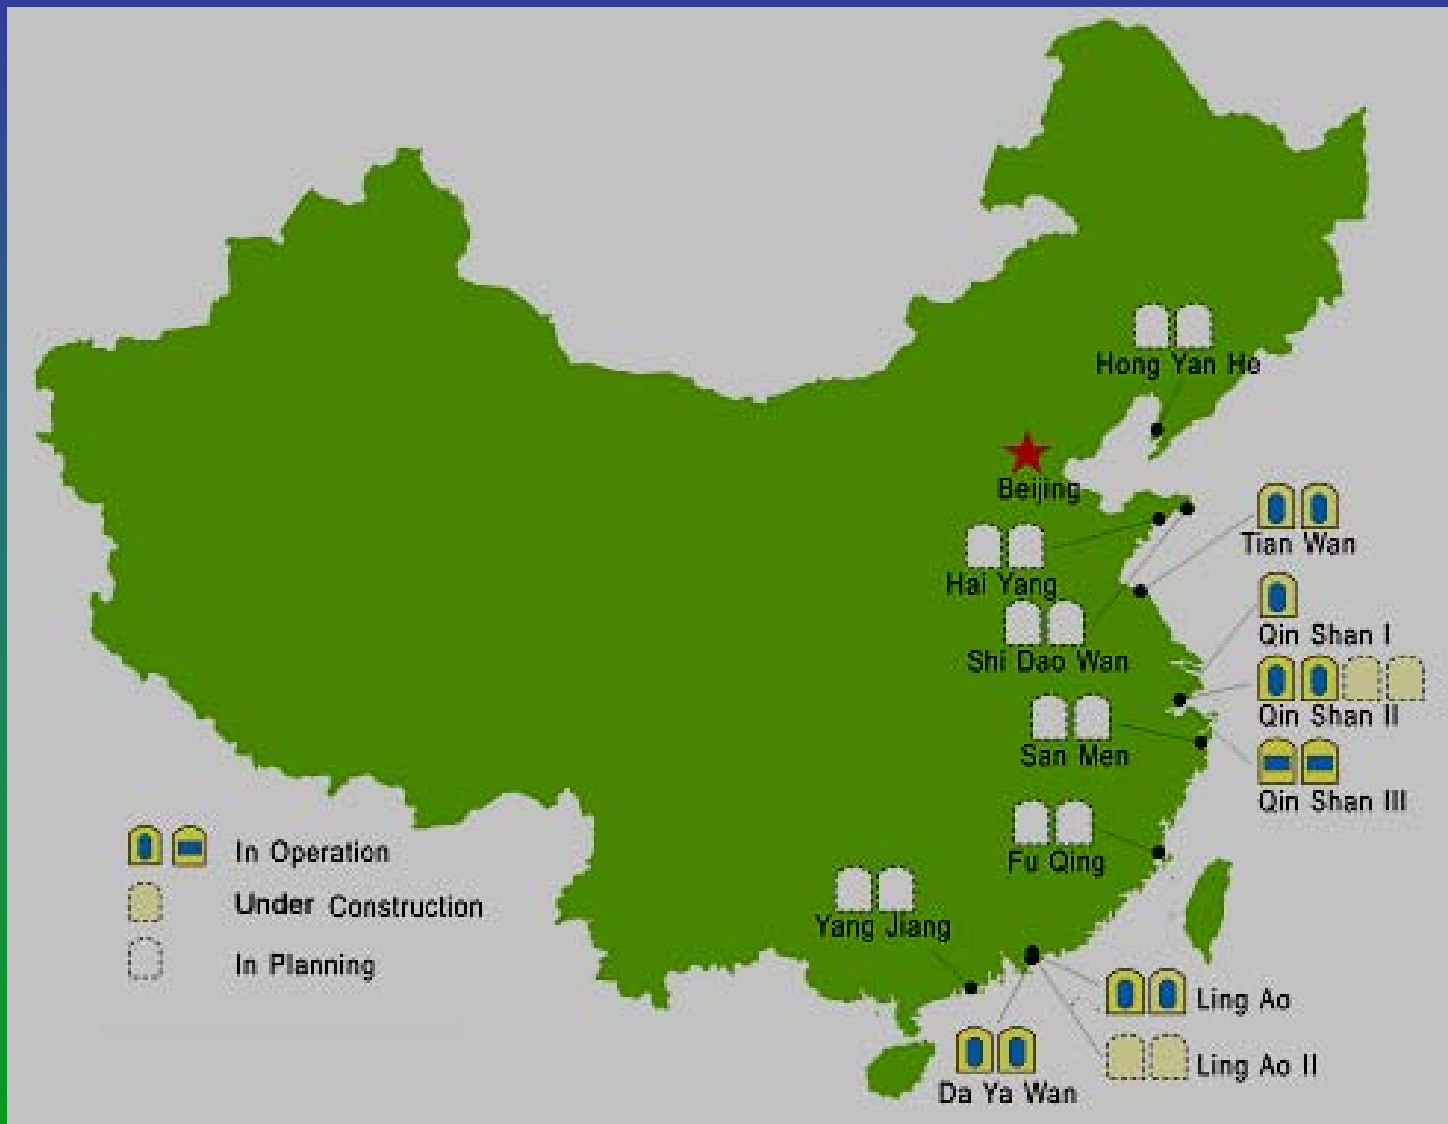 Hong Yan He
Beijing
Tian Wan
Hai Yang
Qin Shan I
Shi Dao Wan
Qin Shan II
San Men
Qin Shan III
In Operation
Fu Qing
Under Construction
Yang Jiang
In Planning
Ling Ao
Ling Ao II
Da Ya Wan